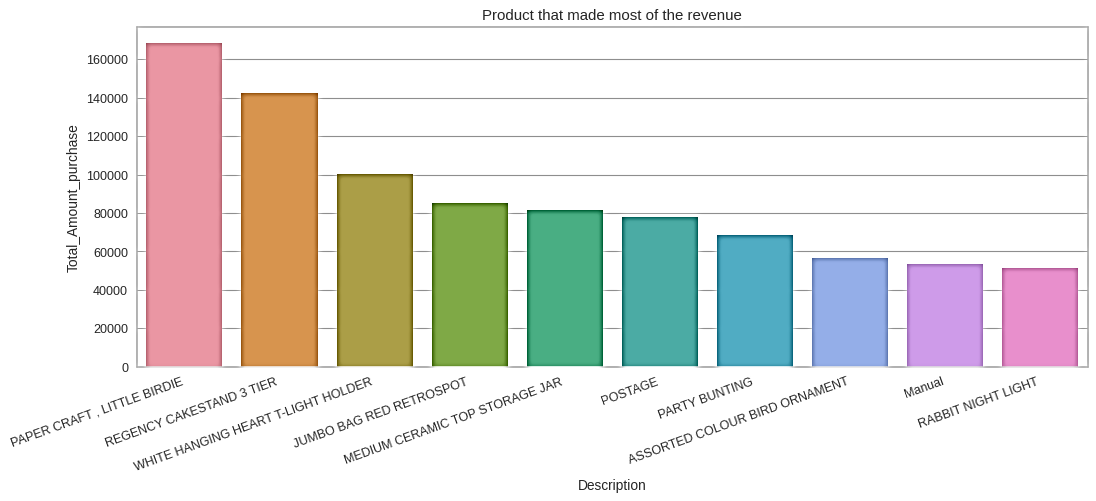 Product that made most of the revenue
Total_Amount_purchase
160000
140000
120000
100000
80000
60000
40000
20000
0
PAPER CRAFT , LITTLE BIRDIE
REGENCY CAKESTAND 3 TIER
WHITE HANGING HEART T-LIGHT HOLDER
JUMBO BAG RED RETROSPOT
MEDIUM CERAMIC TOP STORAGE JAR
POSTAGE
PARTY BUNTING
ASSORTED COLOUR BIRD ORNAMENT
Manual
RABBIT NIGHT LIGHT
Description